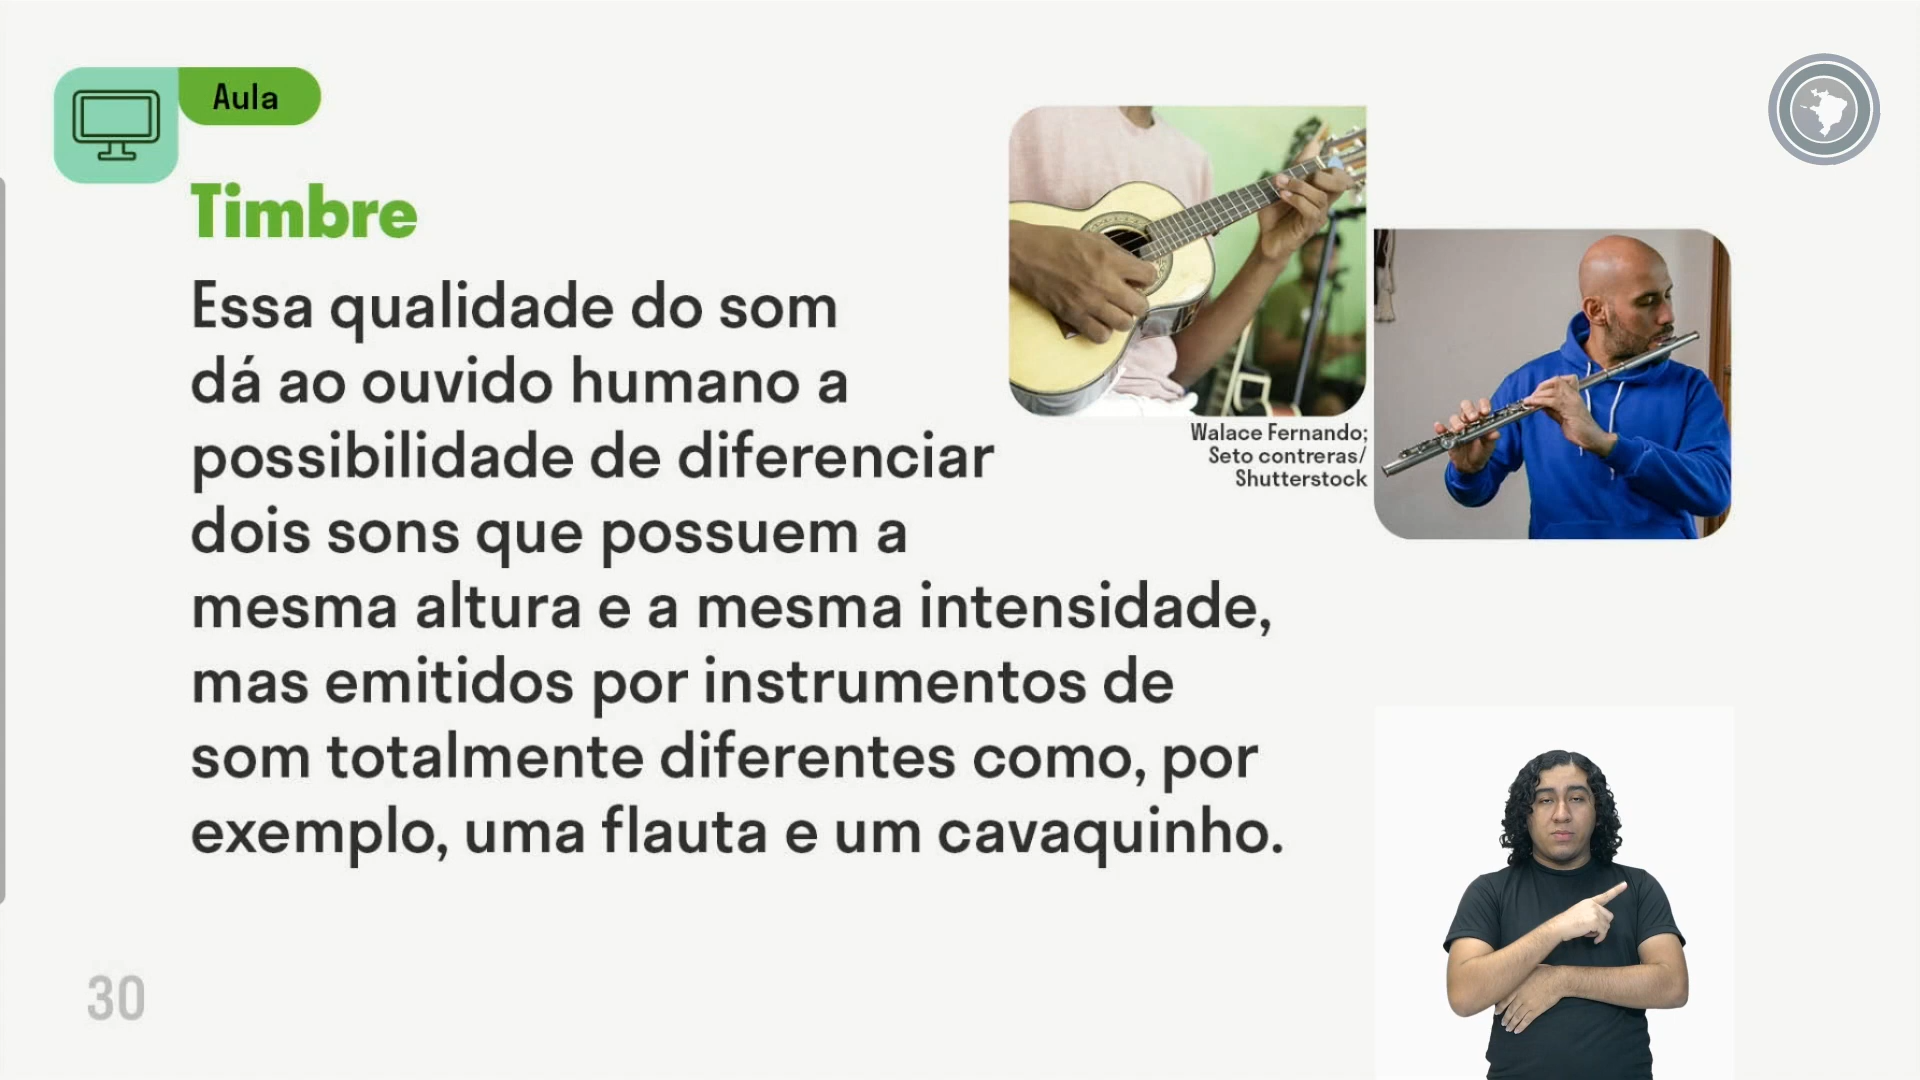 Aula
Timbre
Essa qualidade do som
dá ao ouvido humano a
possibilidade de diferenciar
dois sons que possuem a
mesma altura e a mesma intensidade,
mas emitidos por instrumentos de
som totalmente diferentes como, por
exemplo, uma flauta e um cavaquinho.
Walace Fernando;
Seto contreras/
Shutterstock
30